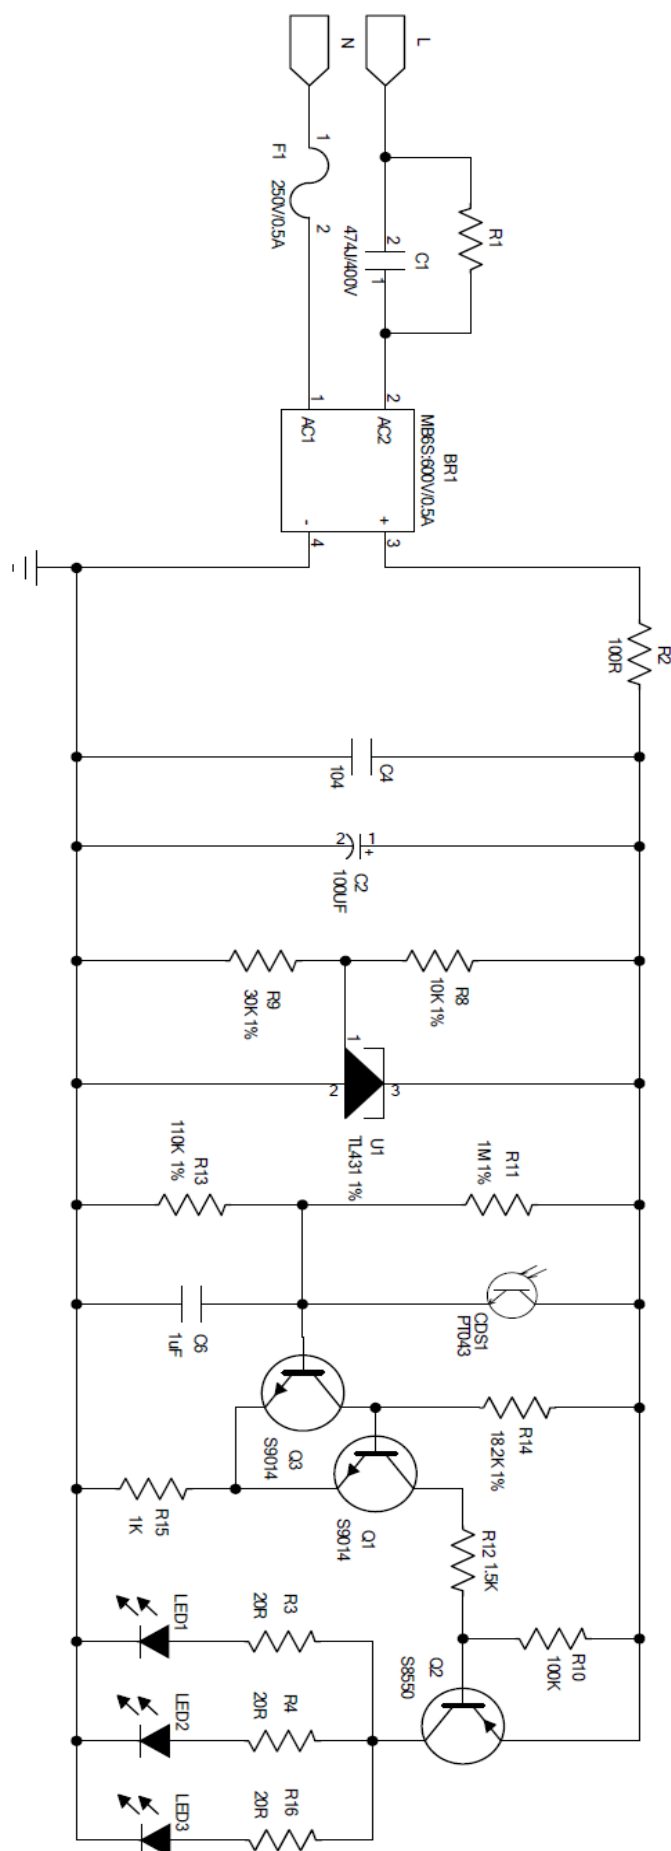 L
N
1
F1
250V/0.5A
2
R1
2
C1
474J/400V
1
1
2
AC1
AC2
BR1
MB6S:600V/0.5A
-
+
4
3
R2
100R
C4
104
2
1
+
C2
100UF
R9
30K 1%
R8
10K 1%
1
2
3
U1
TL431 1%
R13
110K 1%
R11
1M 1%
C6
1uF
CDS1
PT043
Q3
S9014
R14
18.2K 1%
Q1
S9014
R15
1K
R12 1.5K
R10
100K
Q2
S8550
LED1
R3
20R
LED2
R4
20R
LED3
R16
20R